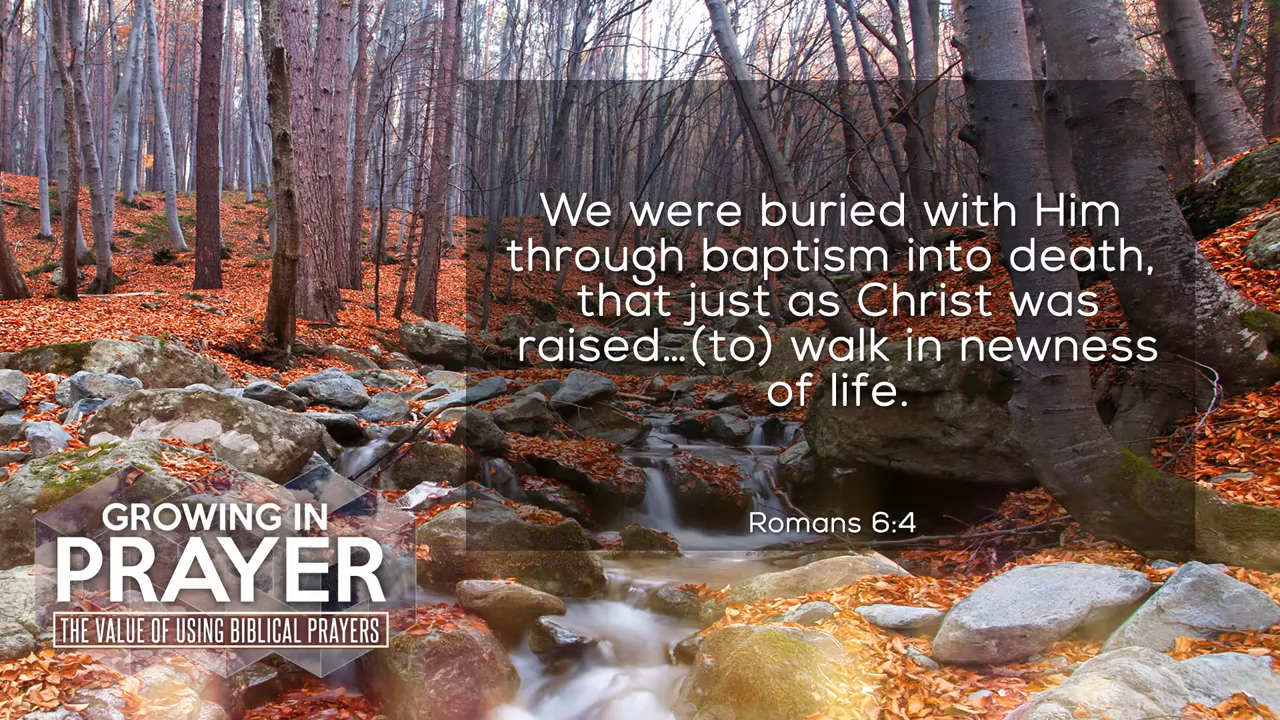 We were buried with Him
through baptism into death,
that just as Christ was
raised...(to) walk in newness
of life.
Romans 6:4
GROWING IN
PRAYER
THE VALUE OF USING BIBLICAL PRAYERS